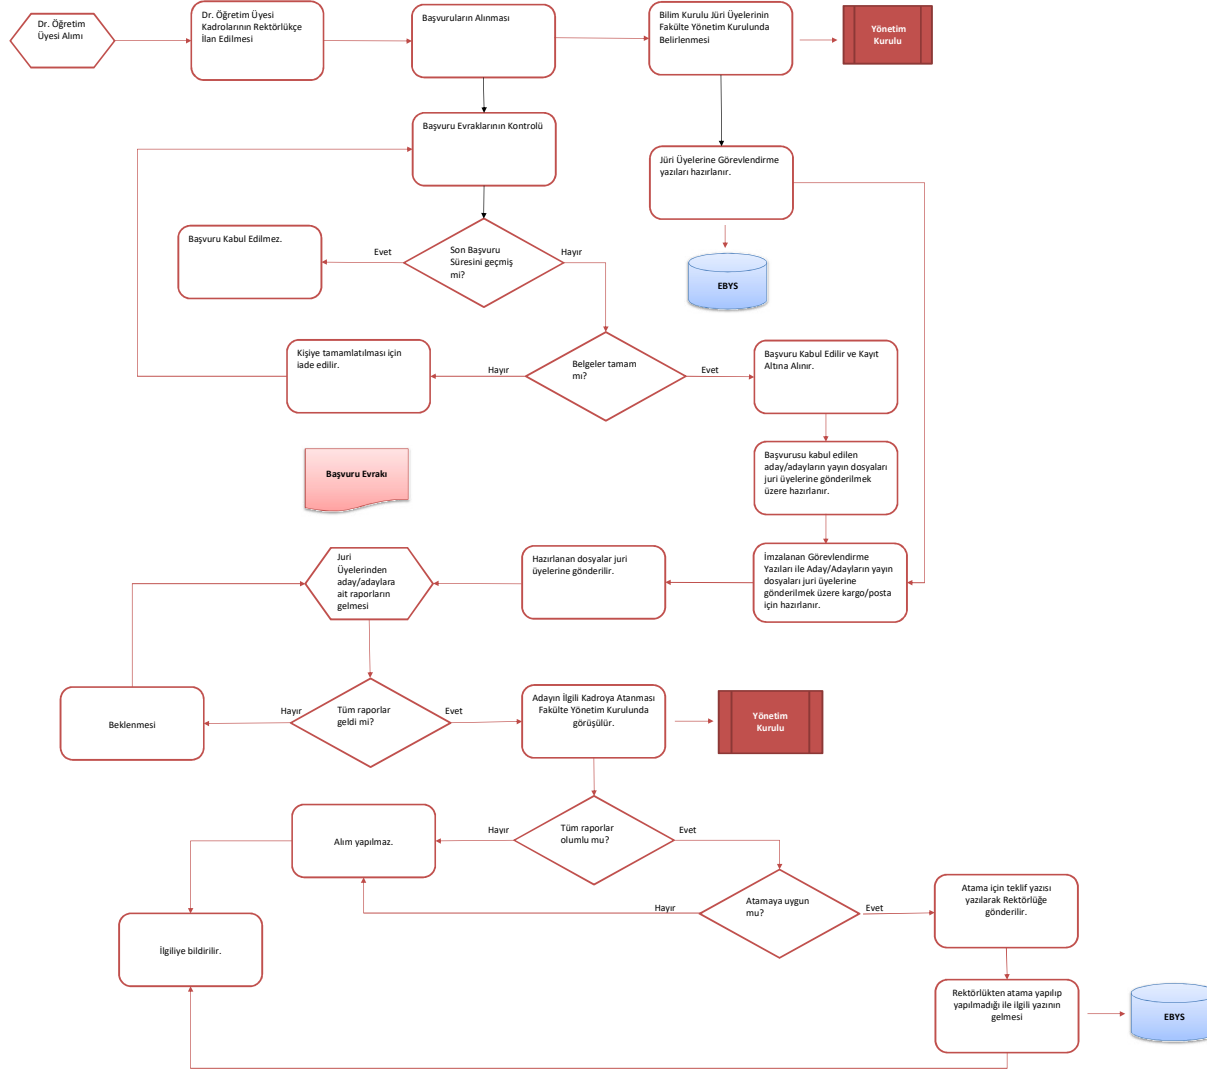 Dr. Öğretim
Üyesi Alımı
Dr. Öğretim Üyesi
Kadrolarının Rektörlükçe
İlan Edilmesi
Başvuruların Alınması
Bilim Kurulu Jüri Üyelerinin
Fakülte Yönetim Kurulunda
Belirlenmesi
Yönetim
Kurulu
Başvuru Evraklarının Kontrolü
Jüri Üyelerine Görevlendirme
yazıları hazırlanır.
Başvuru Kabul Edilmez.
Evet
Son Başvuru
Süresini geçmiş
mi?
Hayır
EBYS
Kişiye tamamlatılması için
iade edilir.
Hayır
Belgeler tamam
mı?
Evet
Başvuru Kabul Edilir ve Kayıt
Altına Alınır.
Başvuru Evrakı
Başvurusu kabul edilen
aday/adayların yayın dosyaları
juri üyelerine gönderilmek
üzere hazırlanır.
Juri
Üyelerinden
aday/adaylara
ait raporların
gelmesi
Hazırlanan dosyalar juri
üyelerine gönderilir.
İmzalanan Görevlendirme
Yazıları ile Aday/Adayların yayın
dosyaları juri üyelerine
gönderilmek üzere kargo/posta
için hazırlanır.
Beklenmesi
Hayır
Tüm raporlar
geldi mi?
Evet
Adayın İlgili Kadroya Atanması
Fakülte Yönetim Kurulunda
görüşülür.
Yönetim
Kurulu
Alım yapılmaz.
Hayır
Tüm raporlar
olumlu mu?
Evet
Hayır
Atamaya uygun
mu?
Evet
Atama için teklif yazısı
yazılarak Rektörlüğe
gönderilir.
İlgiliye bildirilir.
Rektörlükten atama yapılıp
yapılmadığı ile ilgili yazının
gelmesi
EBYS